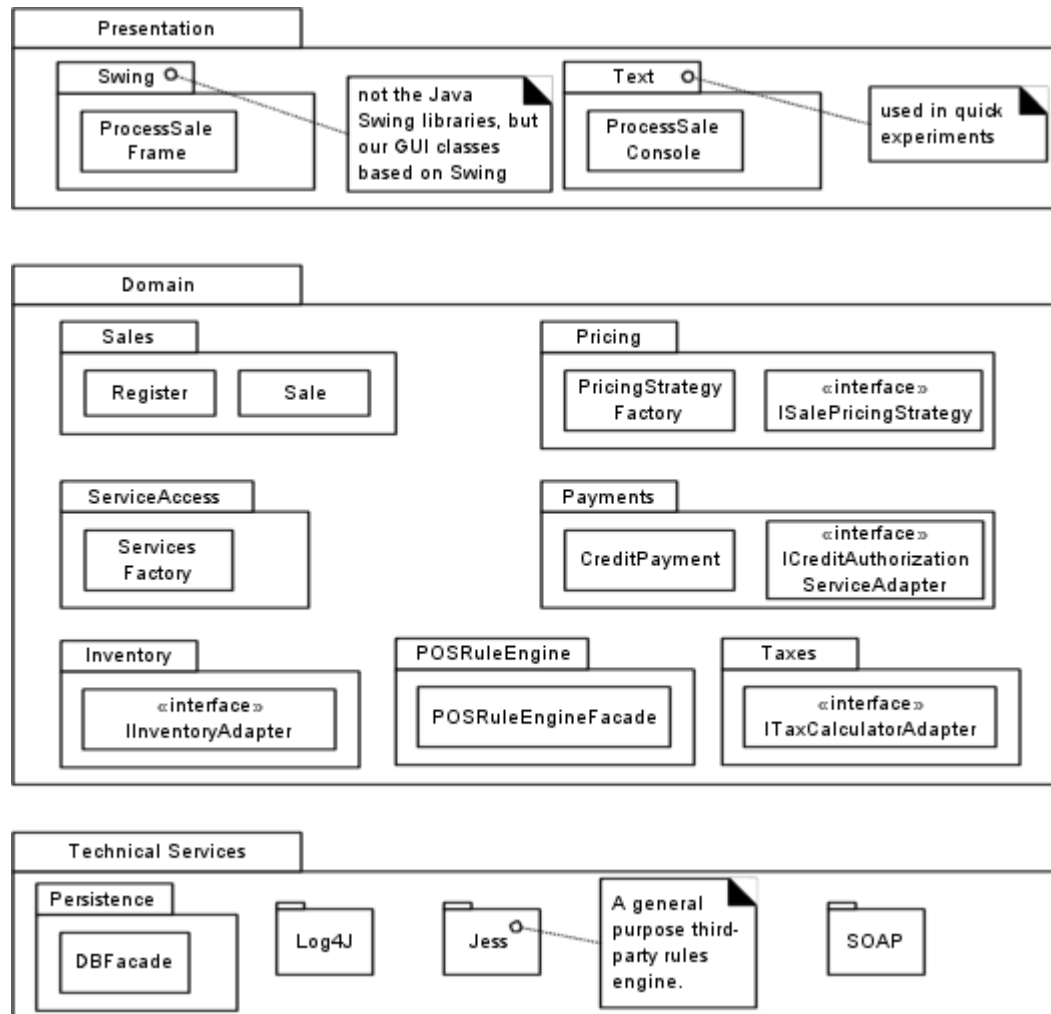 Presentation
Swing
ProcessSale
Frame
not the Java
Swing libraries, but
our GUI classes
based on Swing
Text
ProcessSale
Console
used in quick
experiments
Domain
Sales
Register
Sale
Pricing
PricingStrategy
Factory
«interface»
ISalePricingStrategy
ServiceAccess
Services
Factory
Payments
CreditPayment
«interface»
ICreditAuthorization
ServiceAdapter
Inventory
«interface»
IInventoryAdapter
POSRuleEngine
POSRuleEngineFacade
Taxes
«interface»
ITaxCalculatorAdapter
Technical Services
Persistence
DBFacade
Log4J
Jess
A general
purpose third-
party rules
engine.
SOAP